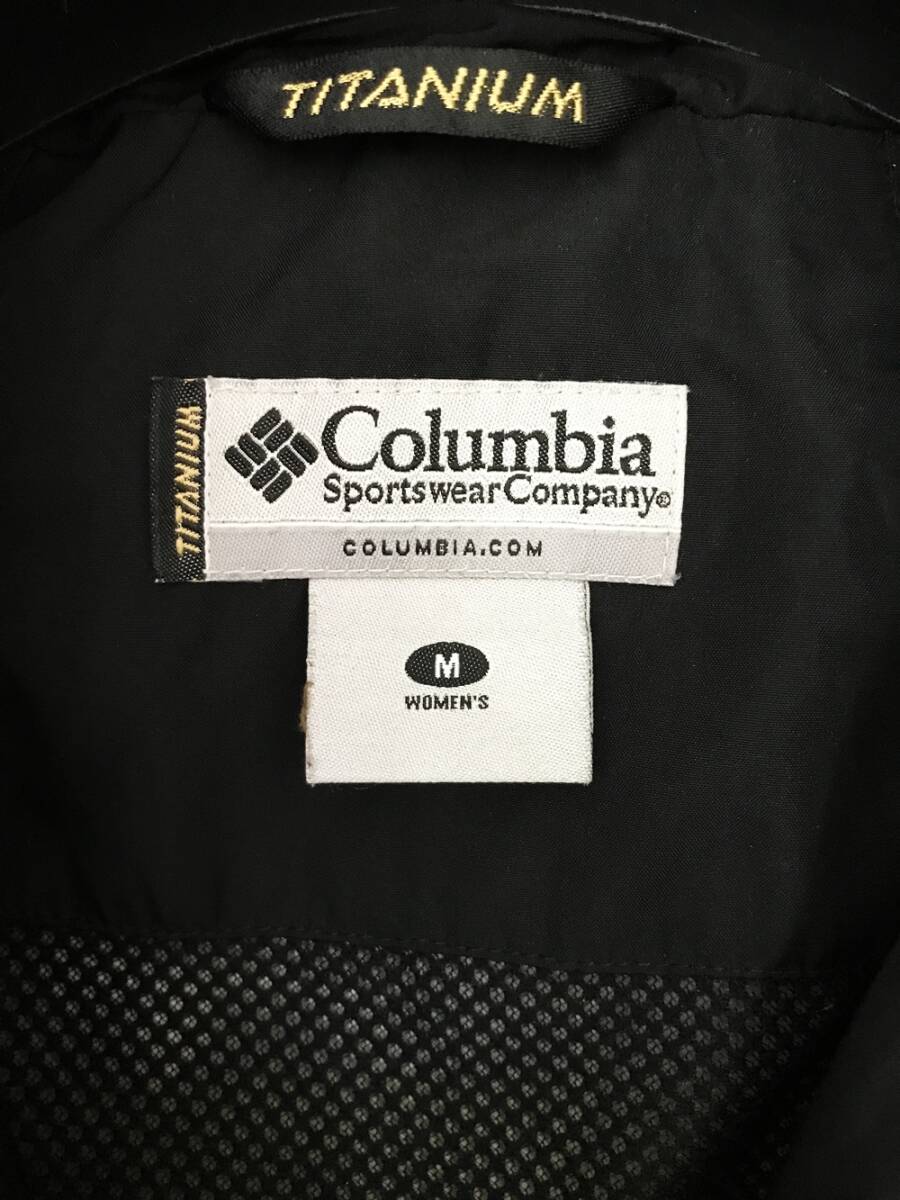 TITANIUM
TITANIUM
Columbia
Sportswear Company®
COLUMBIA.COM
M
WOMEN'S